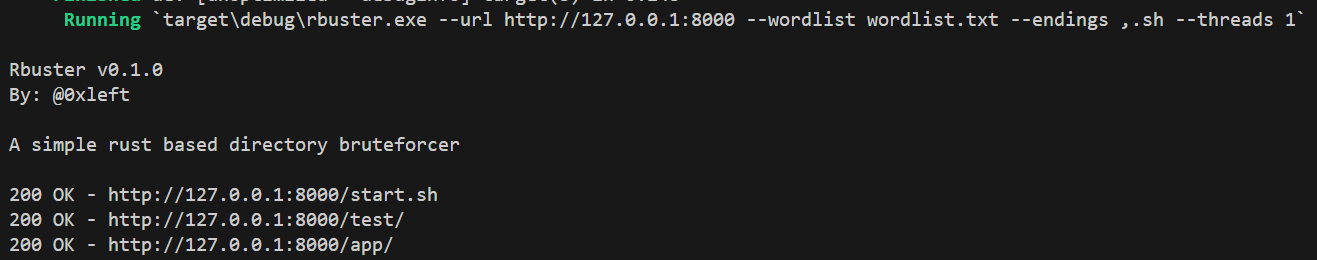 Running `target\debug\rbuster.exe --url http://127.0.0.1:8000 --wordlist wordlist.txt --endings ,.sh --threads 1`
Rbuster v0.1.0
By: @0xleft
A simple rust based directory bruteforcer
200 OK - http://127.0.0.1:8000/start.sh
200 OK - http://127.0.0.1:8000/test/
200 OK - http://127.0.0.1:8000/app/